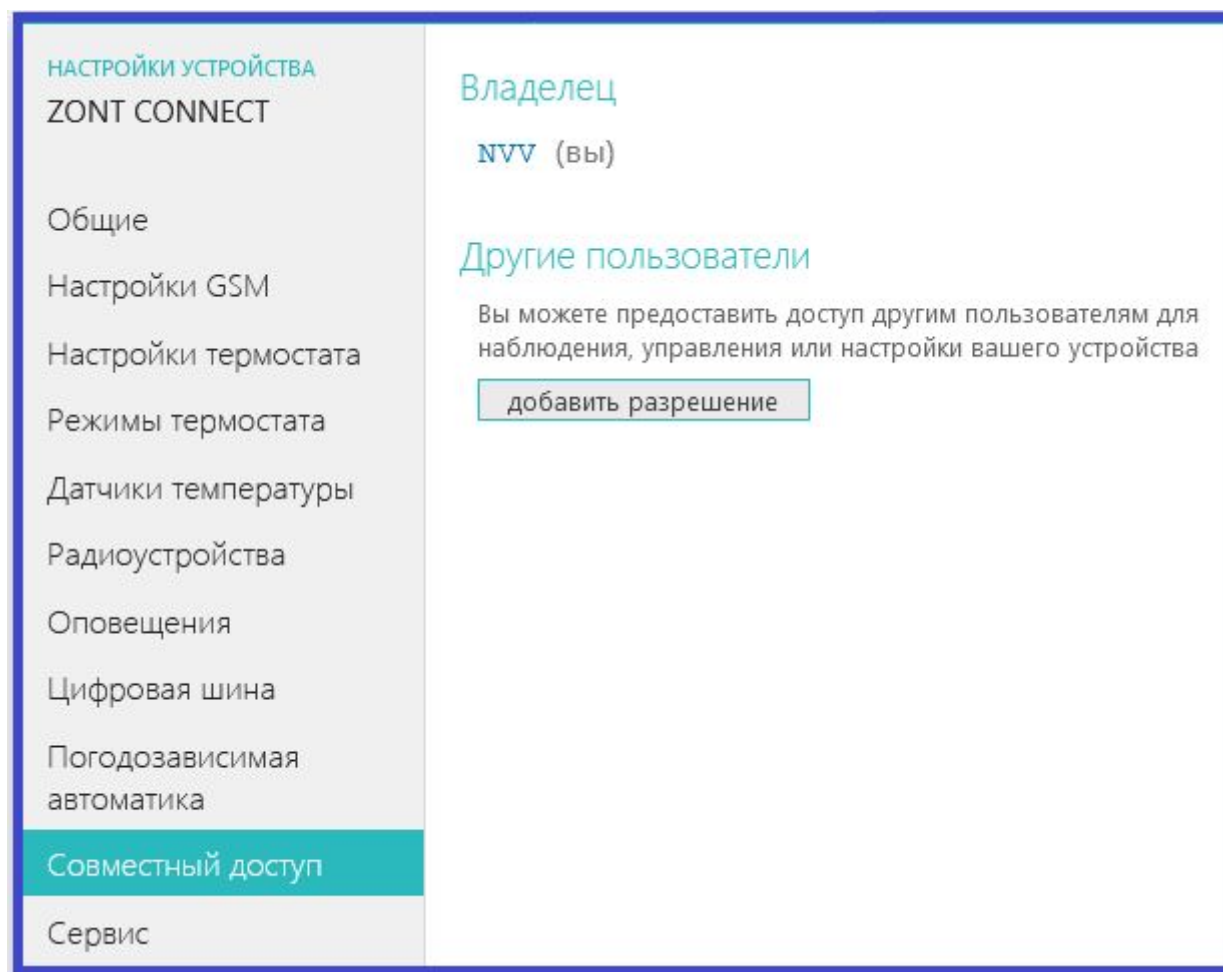 НАСТРОЙКИ УСТРОЙСТВА
ZONT CONNECT
Общие
Настройки GSM
Настройки термостата
Режимы термостата
Датчики температуры
Радиоустройства
Оповещения
Цифровая шина
Погодозависимая
автоматика
Совместный доступ
Сервис
Владелец
NVV (вы)
Другие пользователи
Вы можете предоставить доступ другим пользователям для
наблюдения, управления или настройки вашего устройства
добавить разрешение